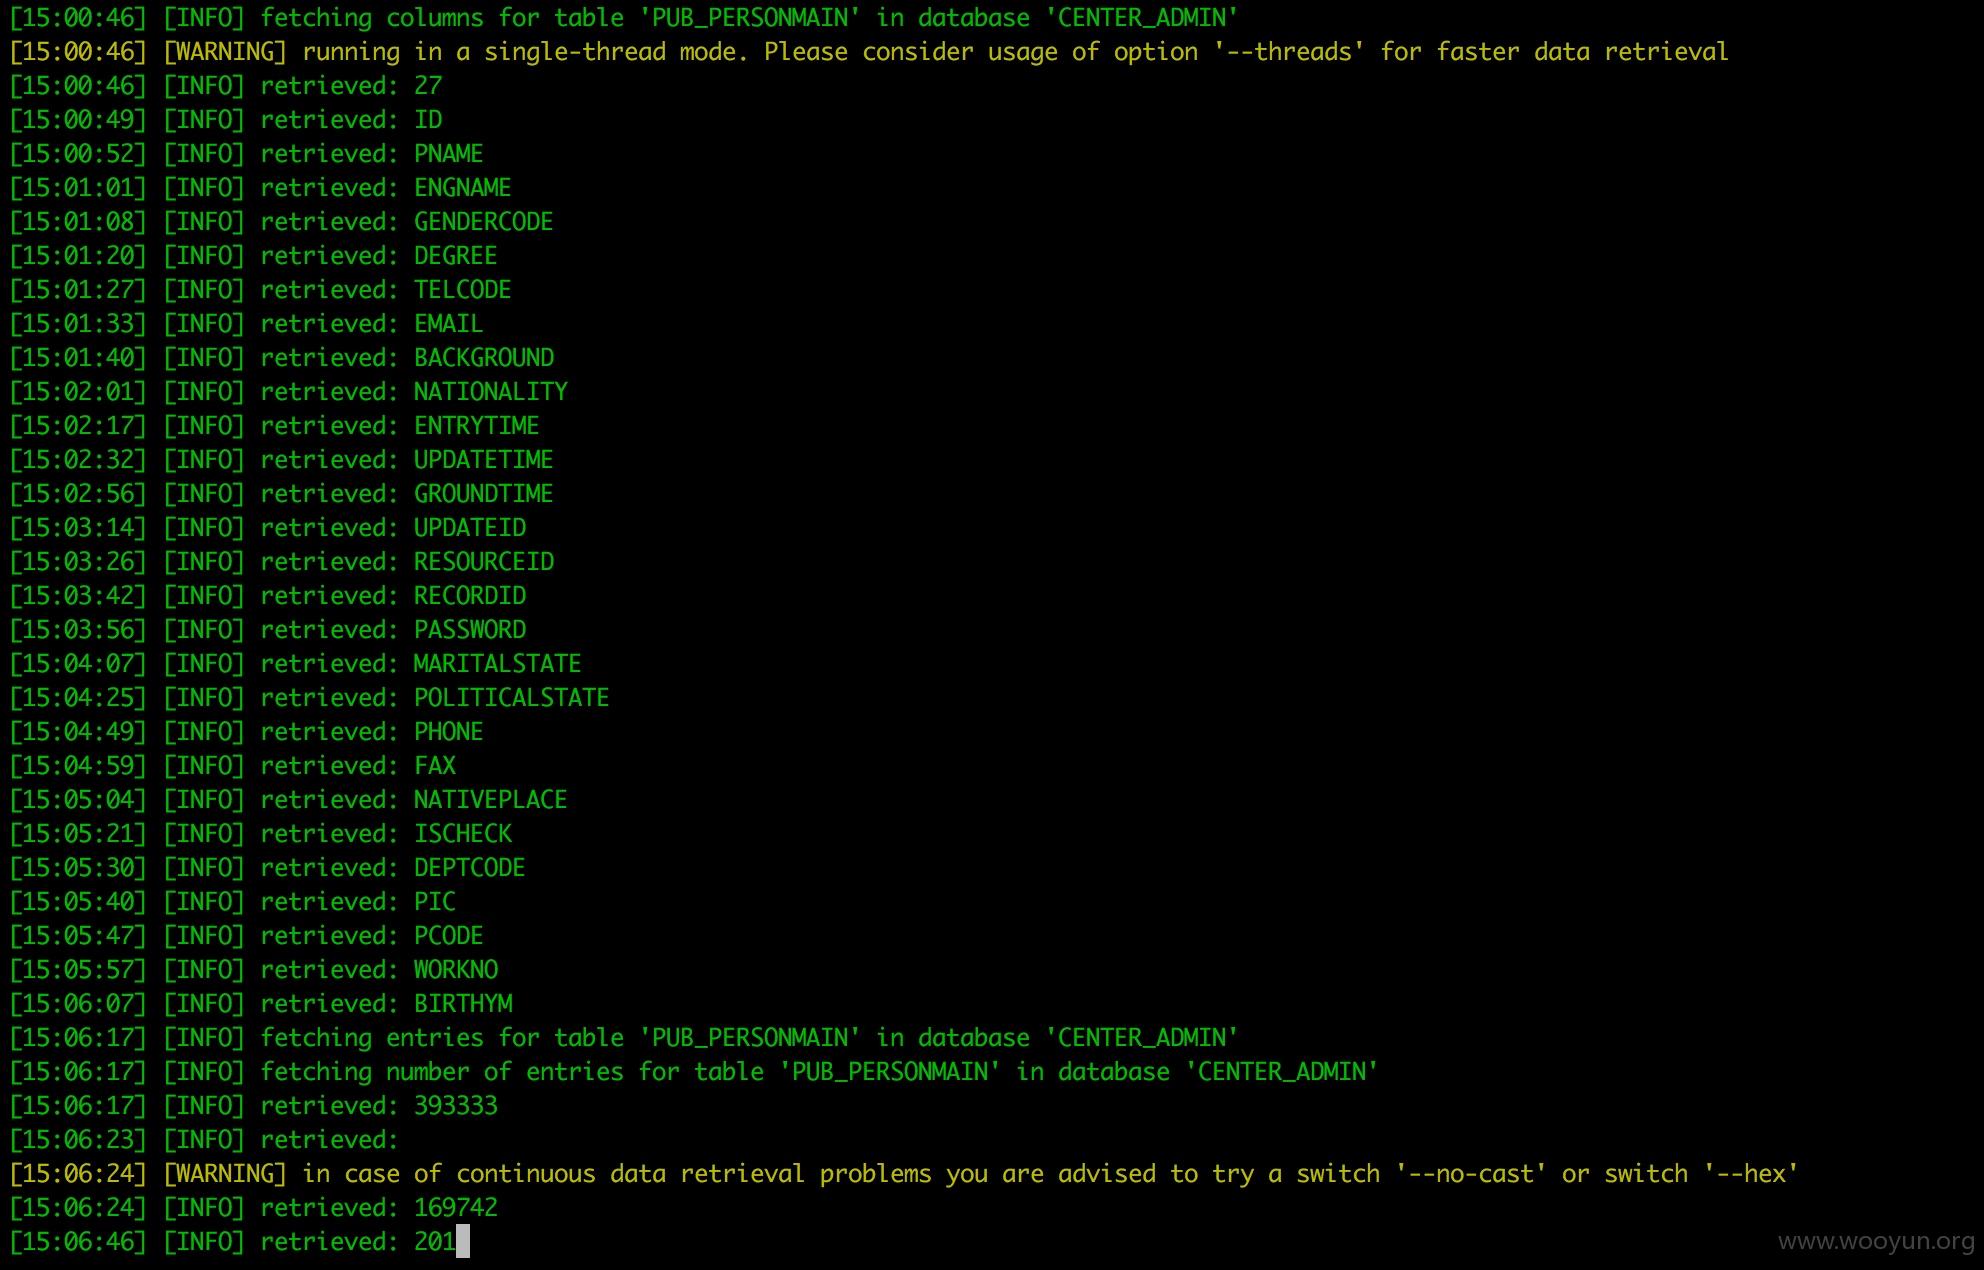 [15:00:46] [INFO] fetching columns for table 'PUB_PERSONMAIN' in database 'CENTER_ADMIN'
[15:00:46] [WARNING] running in a single-thread mode. Please consider usage of option '--threads' for faster data retrieval
[15:00:46] [INFO] retrieved: 27
[15:00:49] [INFO] retrieved: ID
[15:00:52] [INFO] retrieved: PNAME
[15:01:01] [INFO] retrieved: ENGNAME
[15:01:08] [INFO] retrieved: GENDERCODE
[15:01:20] [INFO] retrieved: DEGREE
[15:01:27] [INFO] retrieved: TELCODE
[15:01:33] [INFO] retrieved: EMAIL
[15:01:40] [INFO] retrieved: BACKGROUND
[15:02:01] [INFO] retrieved: NATIONALITY
[15:02:17] [INFO] retrieved: ENTRYTIME
[15:02:32] [INFO] retrieved: UPDATETIME
[15:02:56] [INFO] retrieved: GROUNDTIME
[15:03:14] [INFO] retrieved: UPDATEID
[15:03:26] [INFO] retrieved: RESOURCEID
[15:03:42] [INFO] retrieved: RECORDID
[15:03:56] [INFO] retrieved: PASSWORD
[15:04:07] [INFO] retrieved: MARITALSTATE
[15:04:25] [INFO] retrieved: POLITICALSTATE
[15:04:49] [INFO] retrieved: PHONE
[15:04:59] [INFO] retrieved: FAX
[15:05:04] [INFO] retrieved: NATIVEPLACE
[15:05:21] [INFO] retrieved: ISCHECK
[15:05:30] [INFO] retrieved: DEPTCODE
[15:05:40] [INFO] retrieved: PIC
[15:05:47] [INFO] retrieved: PCODE
[15:05:57] [INFO] retrieved: WORKNO
[15:06:07] [INFO] retrieved: BIRTHYM
[15:06:17] [INFO] fetching entries for table 'PUB_PERSONMAIN' in database 'CENTER_ADMIN'
[15:06:17] [INFO] fetching number of entries for table 'PUB_PERSONMAIN' in database 'CENTER_ADMIN'
[15:06:17] [INFO] retrieved: 393333
[15:06:23] [INFO] retrieved:
[15:06:24] [WARNING] in case of continuous data retrieval problems you are advised to try a switch '--no-cast' or switch '--hex'
[15:06:24] [INFO] retrieved: 169742
[15:06:46] [INFO] retrieved: 201
www.wooyun.org